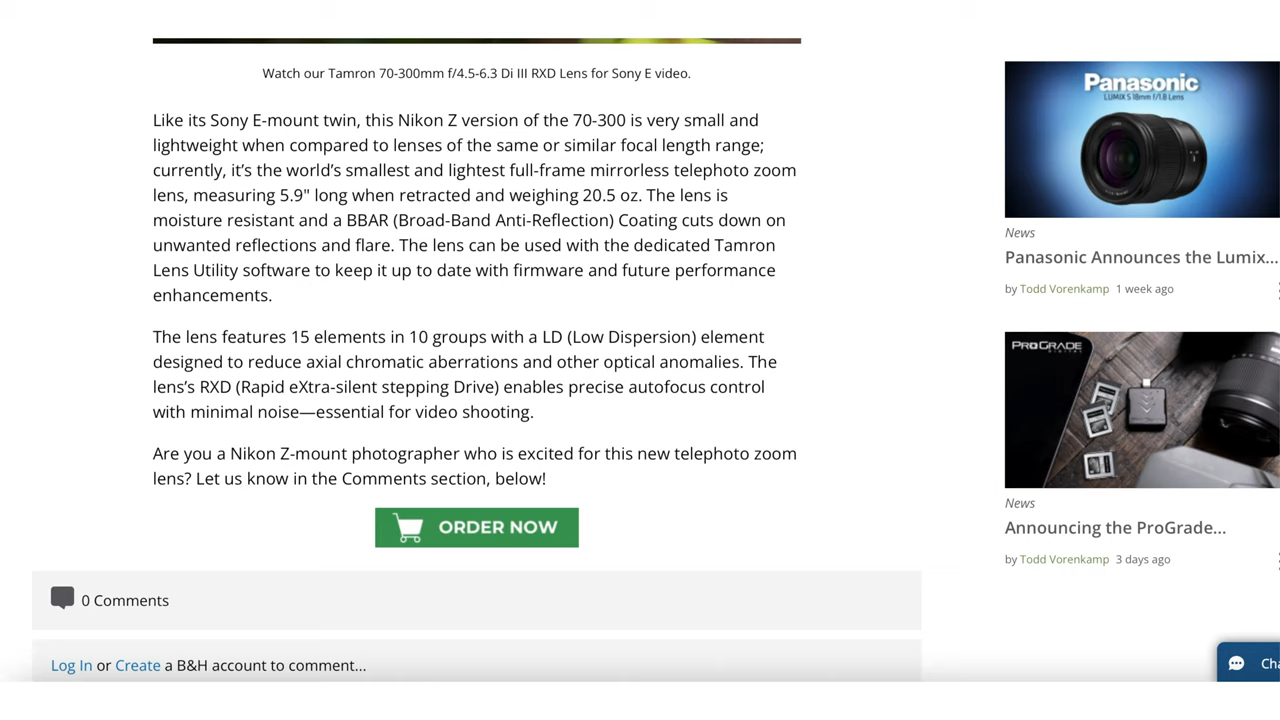 Watch our Tamron 70-300mm f/4.5-6.3 Di III RXD Lens for Sony E video.
Like its Sony E-mount twin, this Nikon Z version of the 70-300 is very small and
lightweight when compared to lenses of the same or similar focal length range;
currently, it’s the world’s smallest and lightest full-frame mirrorless telephoto zoom
lens, measuring 5.9" long when retracted and weighing 20.5 oz. The lens is
moisture resistant and a BBAR (Broad-Band Anti-Reflection) Coating cuts down on
unwanted reflections and flare. The lens can be used with the dedicated Tamron
Lens Utility software to keep it up to date with firmware and future performance
enhancements.
The lens features 15 elements in 10 groups with a LD (Low Dispersion) element
designed to reduce axial chromatic aberrations and other optical anomalies. The
lens’s RXD (Rapid eXtra-silent stepping Drive) enables precise autofocus control
with minimal noise—essential for video shooting.
Are you a Nikon Z-mount photographer who is excited for this new telephoto zoom
lens? Let us know in the Comments section, below!
ORDER NOW
0 Comments
Log In or Create a B&H account to comment...
Panasonic
LUMIX S 18mm f/1.8 Lens
News
Panasonic Announces the Lumix...
by Todd Vorenkamp 1 week ago
PROGRADE
DIGITAL
News
Announcing the ProGrade...
by Todd Vorenkamp 3 days ago